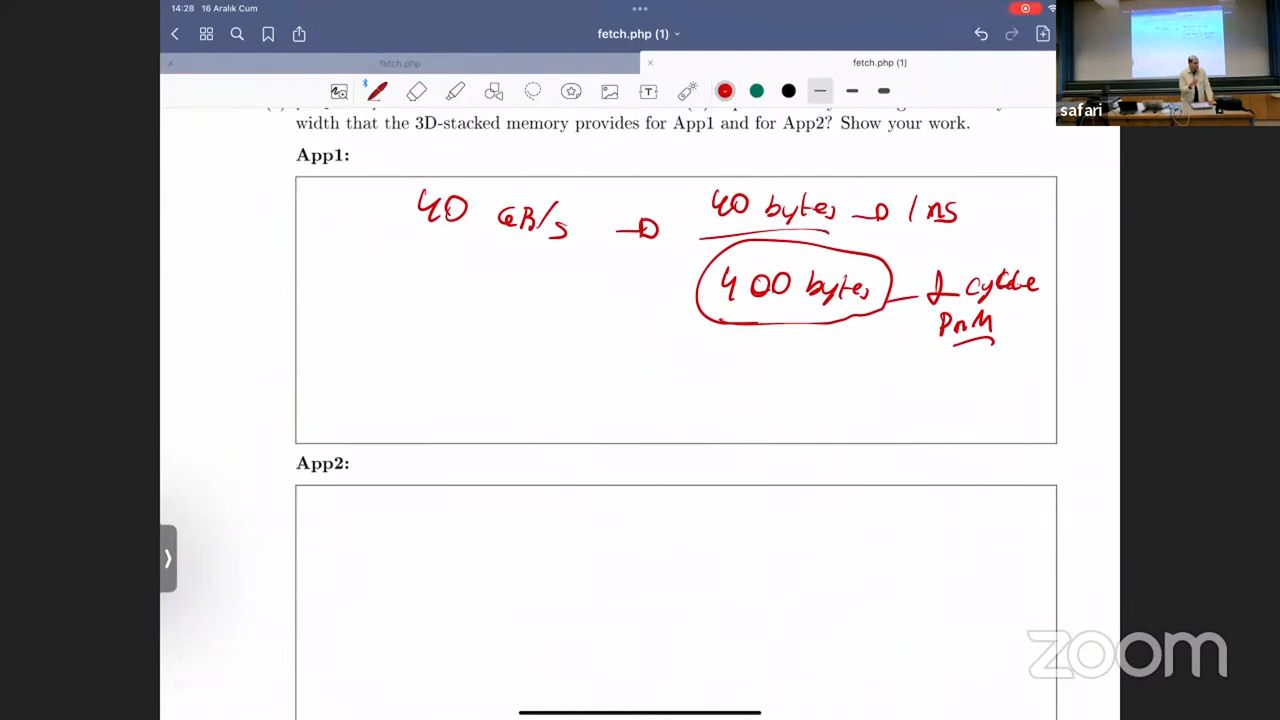 14:28 16 Aralık Cum
fetch.php (1)
fetch.php
fetch.php (1)
safari
width that the 3D-stacked memory provides for App1 and for App2? Show your work.
App1:
40 GB/s → 40 bytes → 1 ns
400 bytes – 1 cycle
PnM
App2:
zoom